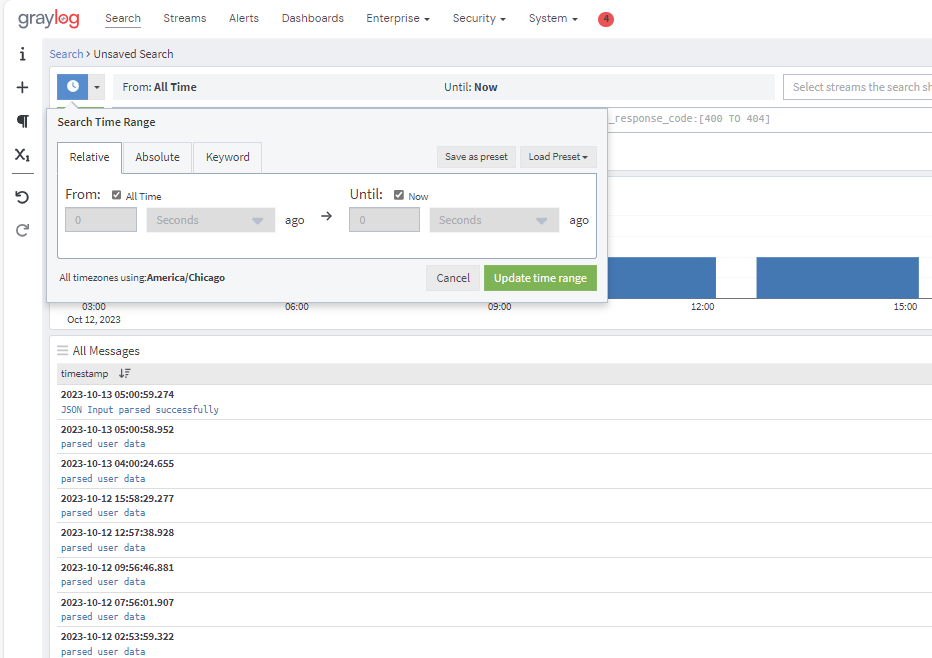 graylog Search Streams Alerts Dashboards Enterprise Security System 4
Search > Unsaved Search
From: All Time Until: Now Select streams the search sh
_response_code:[400 TO 404]
Search Time Range
Relative Absolute Keyword Save as preset Load Preset
From: All Time Until: Now
0 Seconds ago → 0 Seconds ago
All timezones using:America/Chicago Cancel Update time range
03:00 06:00 09:00 12:00 15:00
Oct 12, 2023
All Messages
timestamp
2023-10-13 05:00:59.274
JSON Input parsed successfully
2023-10-13 05:00:58.952
parsed user data
2023-10-13 04:00:24.655
parsed user data
2023-10-12 15:58:29.277
parsed user data
2023-10-12 12:57:38.928
parsed user data
2023-10-12 09:56:46.881
parsed user data
2023-10-12 07:56:01.907
parsed user data
2023-10-12 02:53:59.322
parsed user data